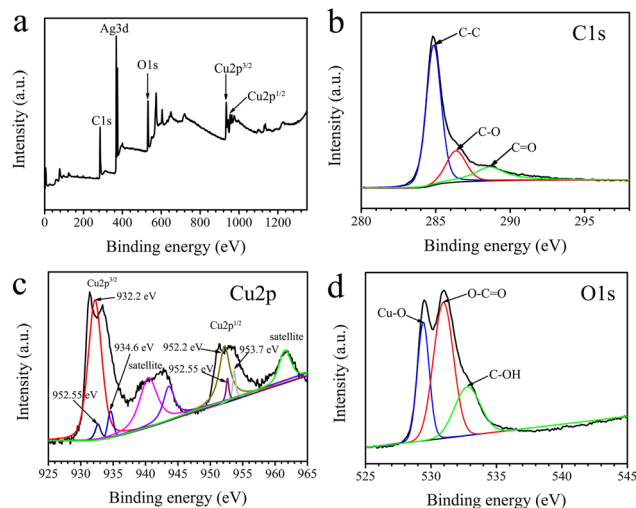 a
Ag3d
O1s
Cu2p3/2
Cu2p1/2
C1s
Intensity (a.u.)
0 200 400 600 800 1000 1200
Binding energy (eV)
b
C1s
C-C
C-O
C=O
Intensity (a.u.)
280 285 290 295
Binding energy (eV)
c
Cu2p3/2
Cu2p
932.2 eV
Cu2p1/2
satellite
934.6 eV
952.2 eV
953.7 eV
satellite
952.55 eV
952.55 eV
Intensity (a.u.)
925 930 935 940 945 950 955 960 965
Binding energy (eV)
d
O1s
O-C=O
Cu-O
C-OH
Intensity (a.u.)
525 530 535 540 545
Binding energy (eV)